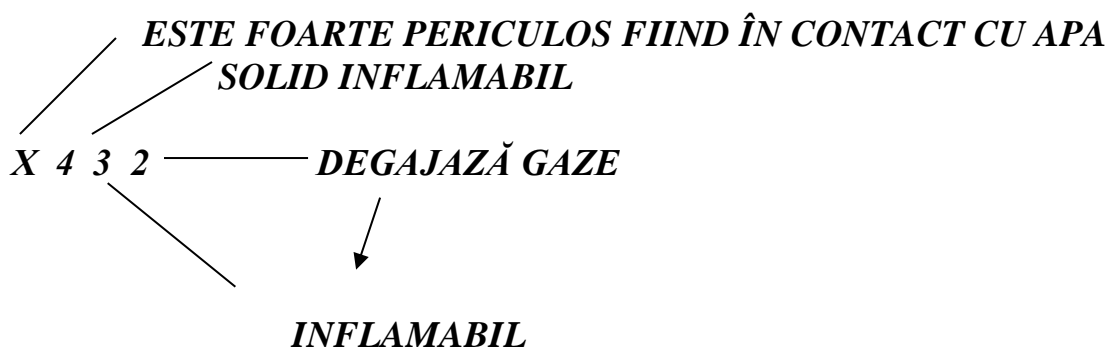 ESTE FOARTE PERICULOS FIIND ÎN CONTACT CU APA
SOLID INFLAMABIL
X 4 3 2 DEGAJAZĂ GAZE
INFLAMABIL